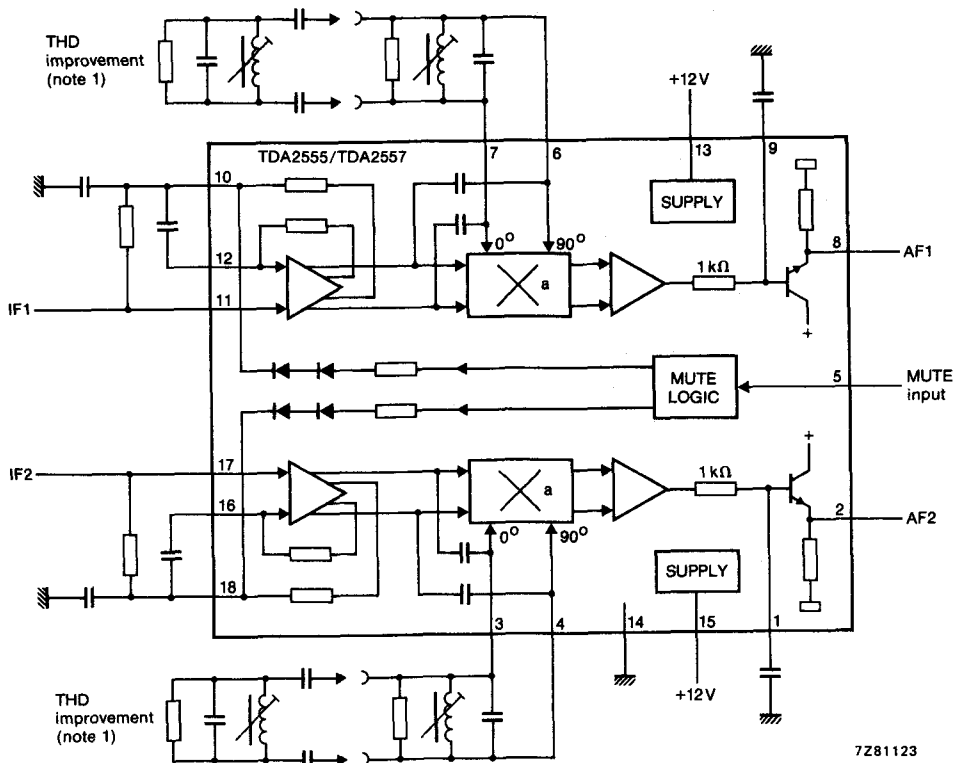 THD
improvement
(note 1)
+12V
TDA2555/TDA2557
7
6
13
9
10
SUPPLY
12
0°
90°
8
AF1
a
1 kΩ
IF1
11
MUTE
LOGIC
5
MUTE
input
IF2
17
a
1 kΩ
16
2
AF2
0°
90°
SUPPLY
18
3
4
14
15
1
THD
improvement
(note 1)
+12V
7Z81123
+
+